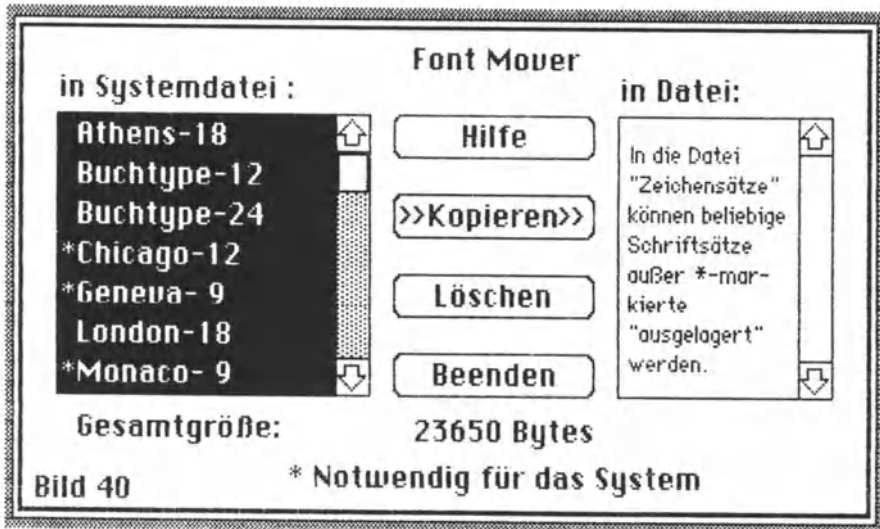 Font Mover
in Systemdatei :
in Datei:
Athens-18
Buchtype-12
Buchtype-24
*Chicago-12
*Geneva- 9
London-18
*Monaco- 9
Hilfe
>>Kopieren>>
Löschen
Beenden
In die Datei
"Zeichensätze"
können beliebige
Schriftsätze
außer *-mar-
kierte
"ausgelagert"
werden.
Gesamtgröße:
23650 Bytes
* Notwendig für das System
Bild 40